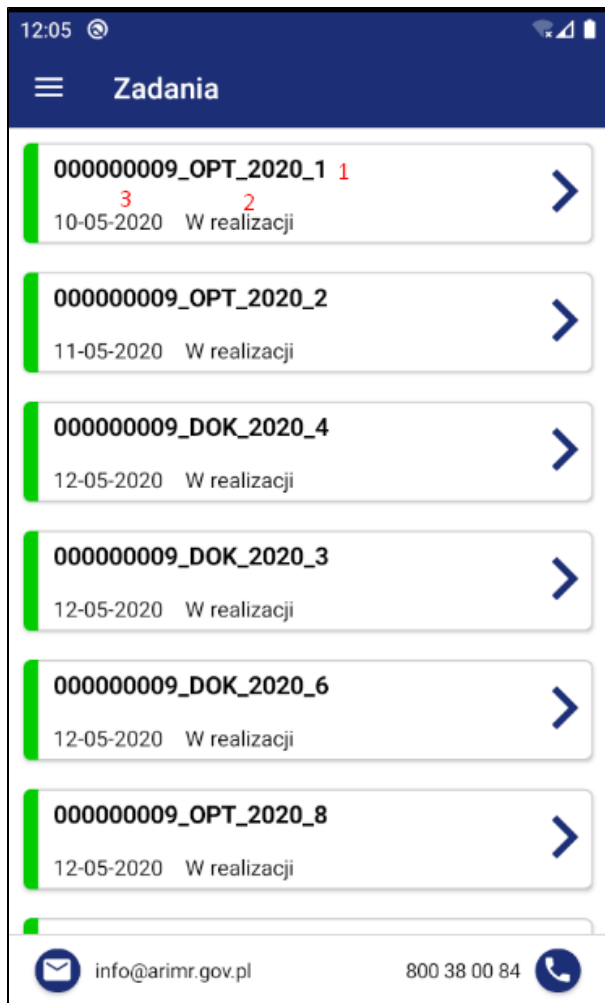 12:05
Zadania
000000009_OPT_2020_1 1
3 2
10-05-2020 W realizacji
000000009_OPT_2020_2
11-05-2020 W realizacji
000000009_DOK_2020_4
12-05-2020 W realizacji
000000009_DOK_2020_3
12-05-2020 W realizacji
000000009_DOK_2020_6
12-05-2020 W realizacji
000000009_OPT_2020_8
12-05-2020 W realizacji
info@arimr.gov.pl 800 38 00 84